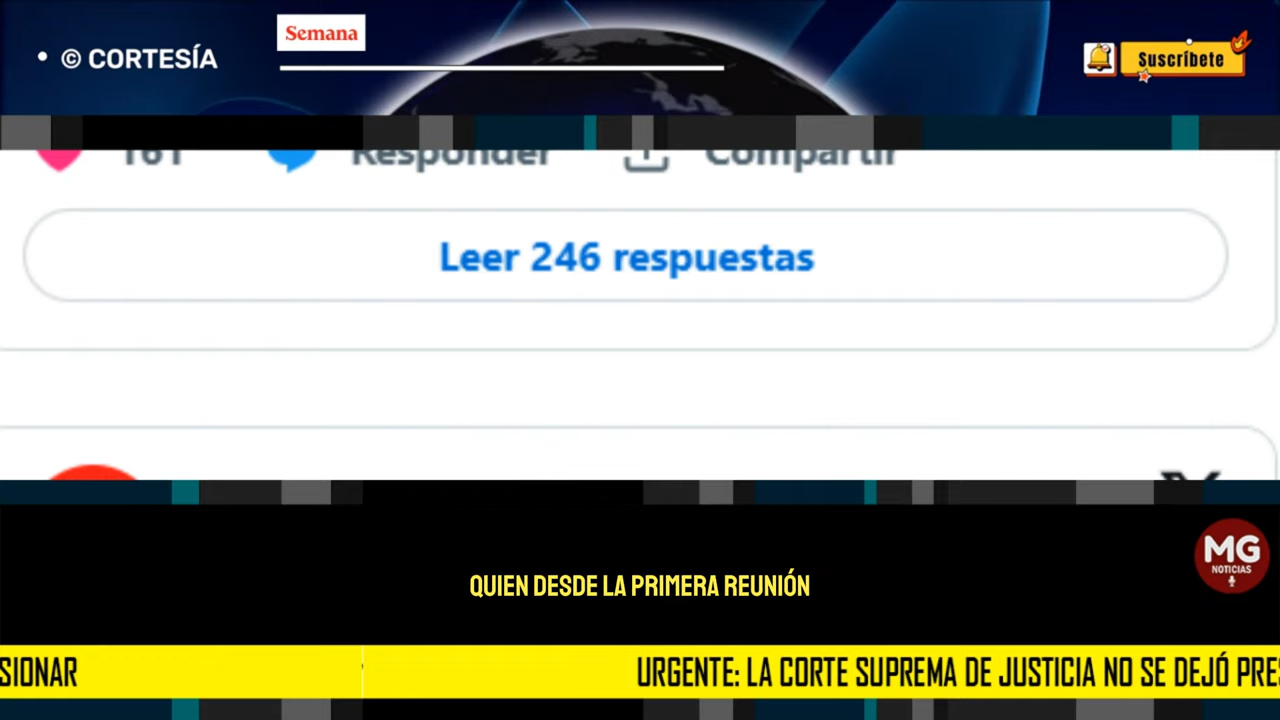 Semana
• © CORTESÍA
Suscríbete
161 Responder Compartir
Leer 246 respuestas
MG
NOTICIAS
QUIEN DESDE LA PRIMERA REUNIÓN
SIONAR URGENTE: LA CORTE SUPREMA DE JUSTICIA NO SE DEJÓ PRES